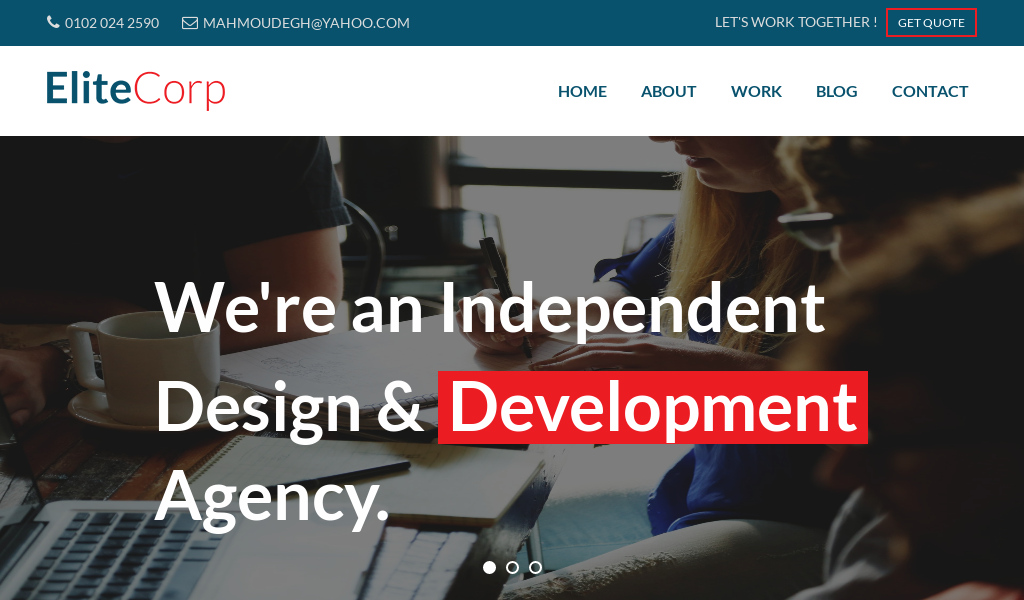 0102 024 2590 MAHMOUDEGH@YAHOO.COM LET'S WORK TOGETHER ! GET QUOTE
EliteCorp HOME ABOUT WORK BLOG CONTACT
We're an Independent
Design & Development
Agency.